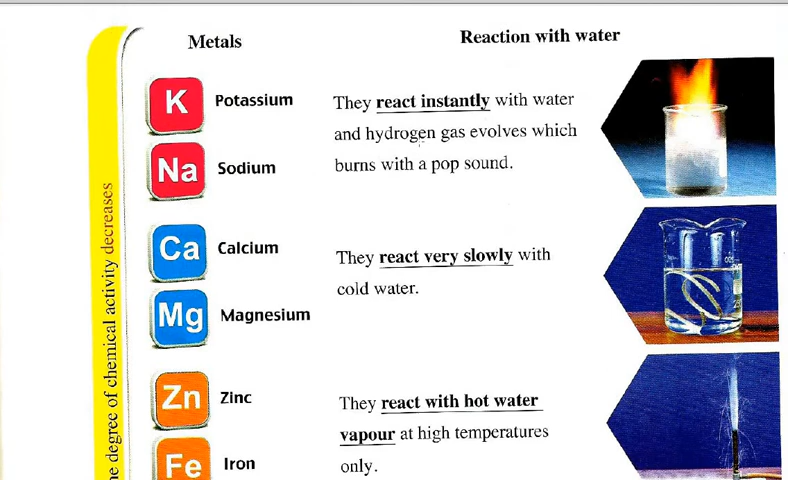 Metals
Reaction with water
K
Potassium
Na
Sodium
They react instantly with water
and hydrogen gas evolves which
burns with a pop sound.
Ca
Calcium
Mg
Magnesium
They react very slowly with
cold water.
Zn
Zinc
Fe
Iron
They react with hot water
vapour at high temperatures
only.
degree of chemical activity decreases